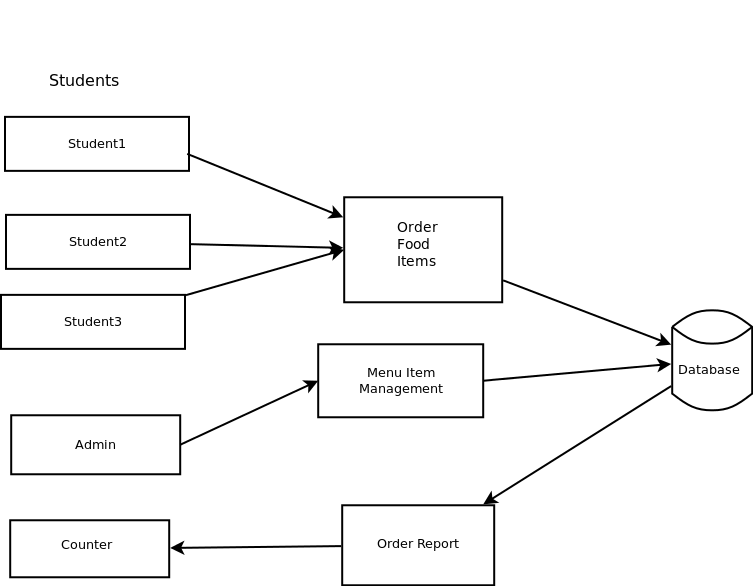 Students
Student1
Student2
Student3
Order
Food
Items
Menu Item
Management
Database
Admin
Counter
Order Report